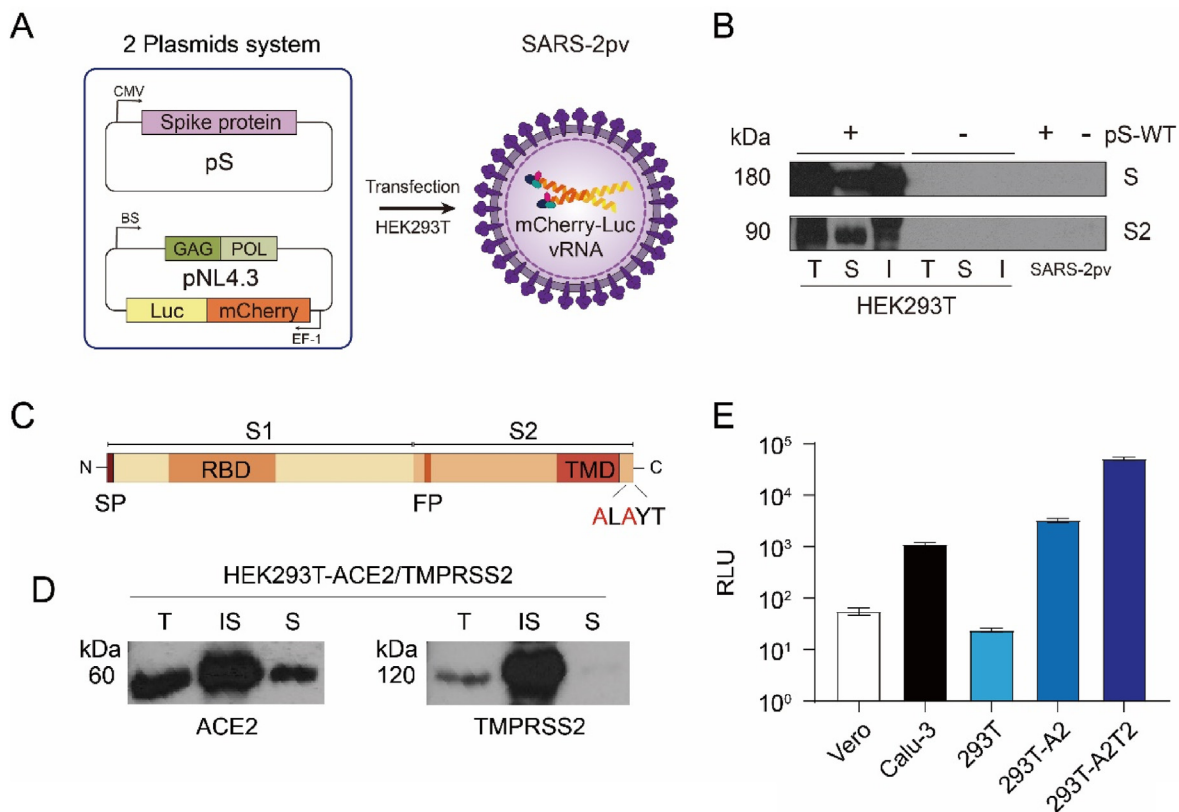 A
2 Plasmids system
SARS-2pv
CMV
Spike protein
pS
BS
GAG POL
pNL4.3
Luc mCherry
EF-1
Transfection
HEK293T
mCherry-Luc
vRNA
B
kDa + - + - pS-WT
180 S
90 S2
T S I T S I SARS-2pv
HEK293T
C
S1 S2
N RBD TMD C
SP FP
ALAYT
D
HEK293T-ACE2/TMPRSS2
T IS S T IS S
kDa kDa
60 120
ACE2 TMPRSS2
E
10⁵
10⁴
10³
10²
10¹
10⁰
RLU
Vero Calu-3 293T 293T-A2 293T-A2T2